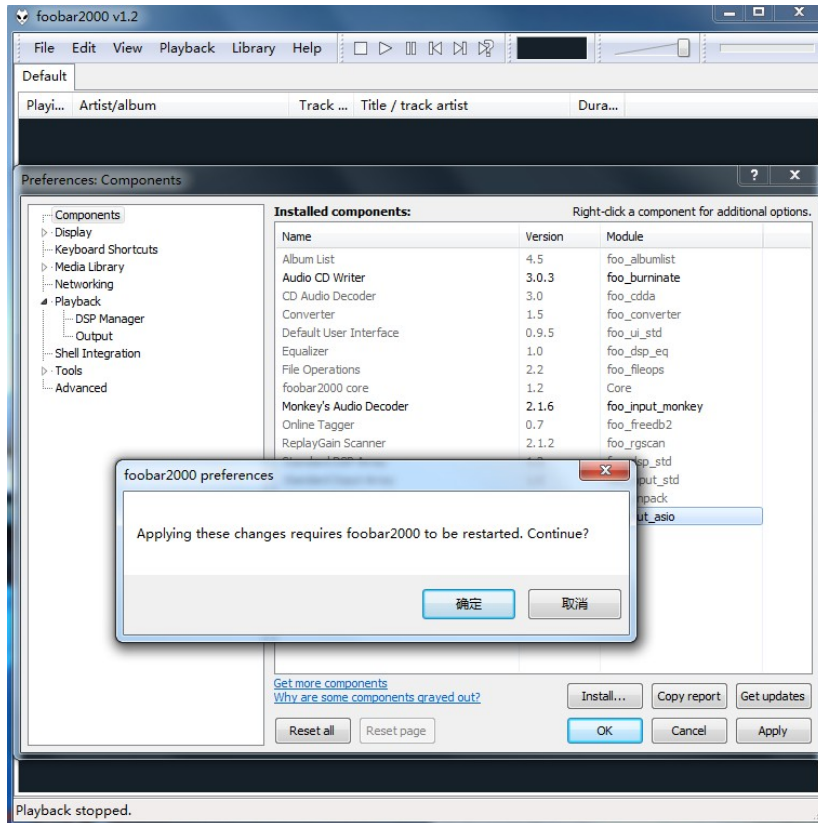 foobar2000 v1.2
File Edit View Playback Library Help
Default
Playi... Artist/album Track ... Title / track artist Dura...
Preferences: Components
Components
Display
Keyboard Shortcuts
Media Library
Networking
Playback
DSP Manager
Output
Shell Integration
Tools
Advanced
Installed components: Right-click a component for additional options.
Name Version Module
Album List 4.5 foo_albumlist
Audio CD Writer 3.0.3 foo_burninate
CD Audio Decoder 3.0 foo_cdda
Converter 1.5 foo_converter
Default User Interface 0.9.5 foo_ui_std
Equalizer 1.0 foo_dsp_eq
File Operations 2.2 foo_fileops
foobar2000 core 1.2 Core
Monkey's Audio Decoder 2.1.6 foo_input_monkey
Online Tagger 0.7 foo_freedb2
ReplayGain Scanner 2.1.2 foo_rgscan
foobar2000 preferences
Applying these changes requires foobar2000 to be restarted. Continue?
确定 取消
Get more components
Why are some components grayed out?
Install... Copy report Get updates
Reset all Reset page OK Cancel Apply
Playback stopped.